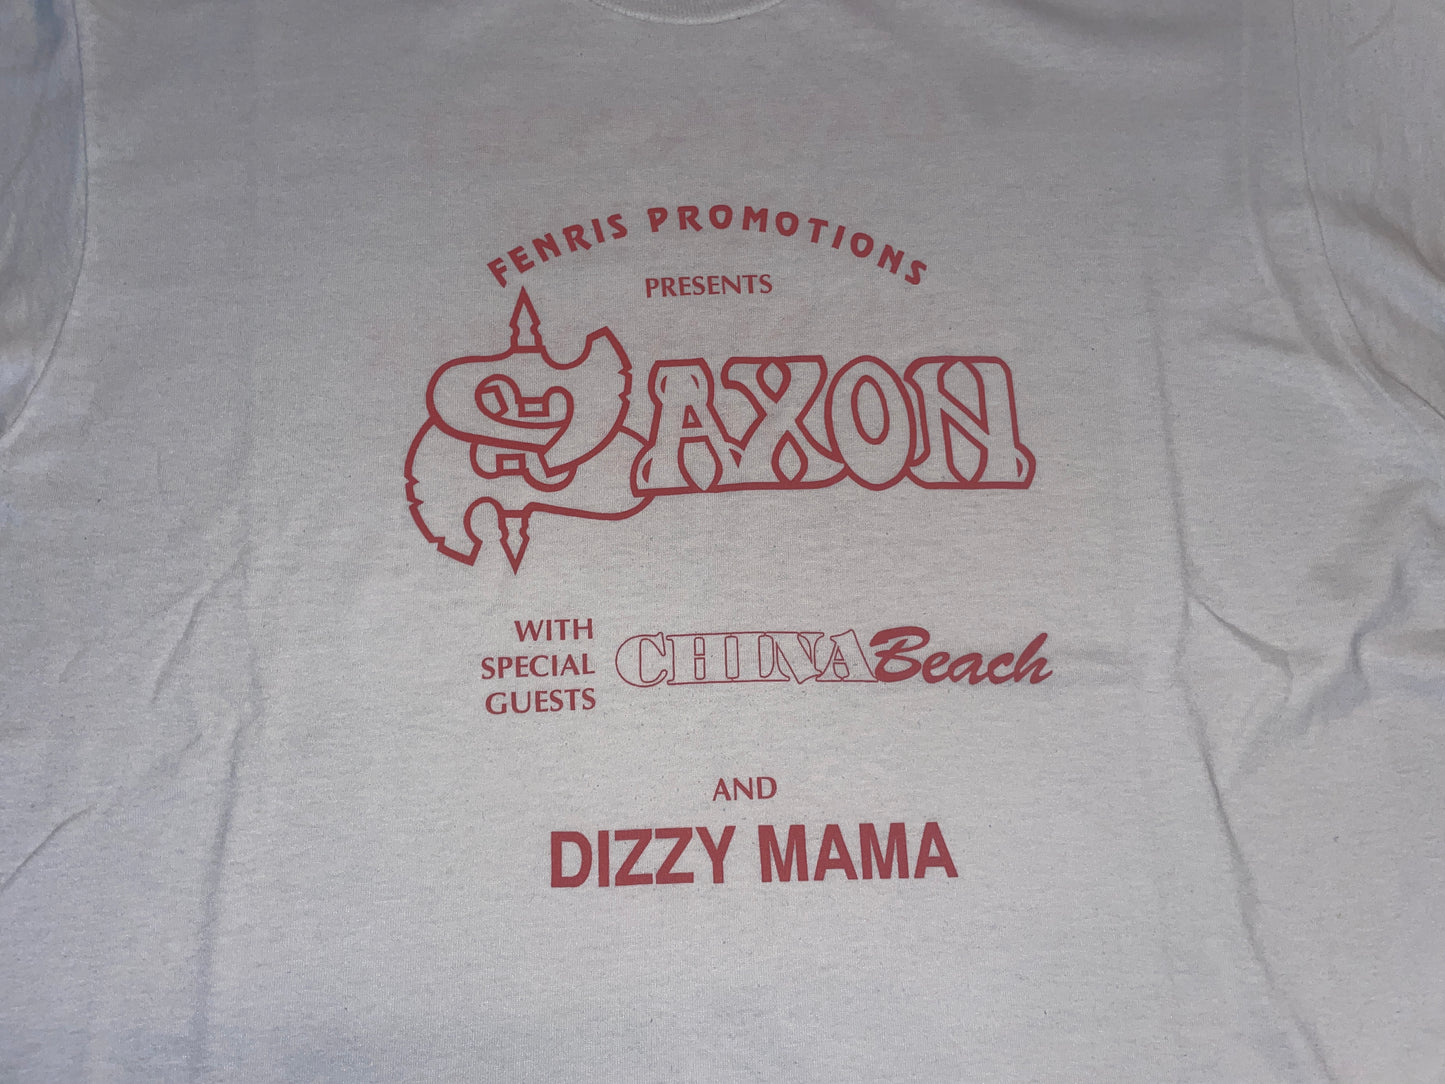 FENRIS PROMOTIONS
PRESENTS
SAXON
WITH
SPECIAL
GUESTS
CHINA Beach
AND
DIZZY MAMA